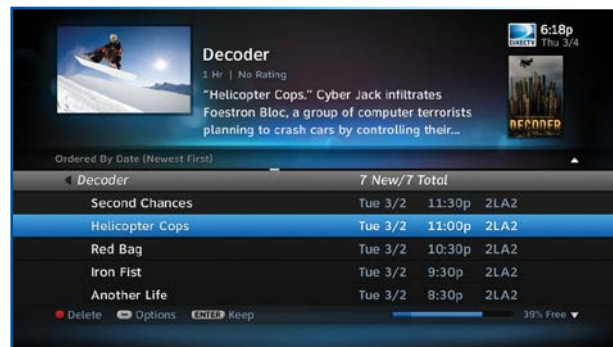 Decoder
1 Hr | No Rating
"Helicopter Cops." Cyber Jack infiltrates
Foestron Bloc, a group of computer terrorists
planning to crash cars by controlling their...
DIRECTV
6:18p
Thu 3/4
DECODER
Ordered By Date (Newest First)
Decoder 7 New/7 Total
Second Chances Tue 3/2 11:30p 2LA2
Helicopter Cops Tue 3/2 11:00p 2LA2
Red Bag Tue 3/2 10:30p 2LA2
Iron Fist Tue 3/2 9:30p 2LA2
Another Life Tue 3/2 8:30p 2LA2
Delete Options ENTER Keep 39% Free